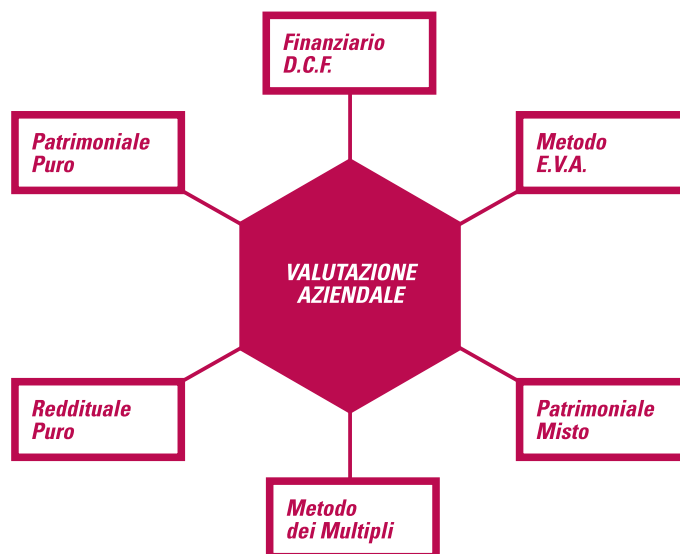 Finanziario
D.C.F.
Patrimoniale
Puro
Metodo
E.V.A.
VALUTAZIONE
AZIENDALE
Reddituale
Puro
Patrimoniale
Misto
Metodo
dei Multipli